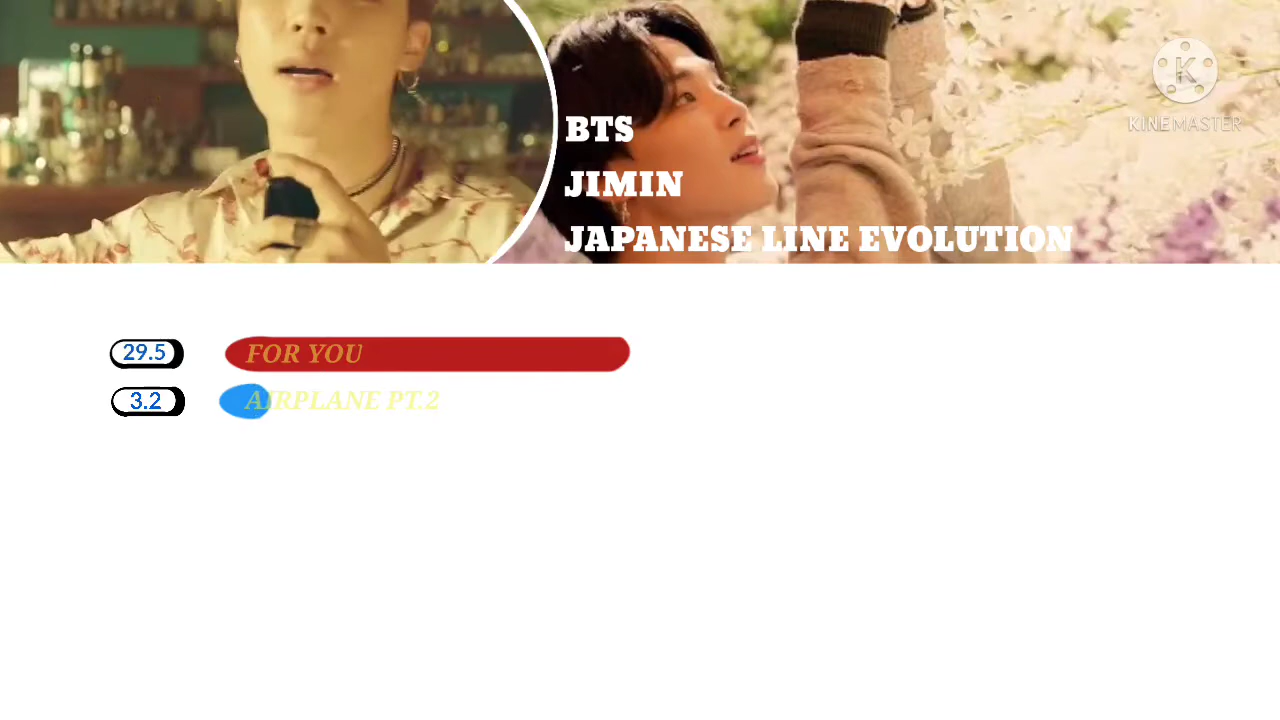 KINEMASTER
BTS
JIMIN
JAPANESE LINE EVOLUTION
29.5 FOR YOU
3.2 AIRPLANE PT.2